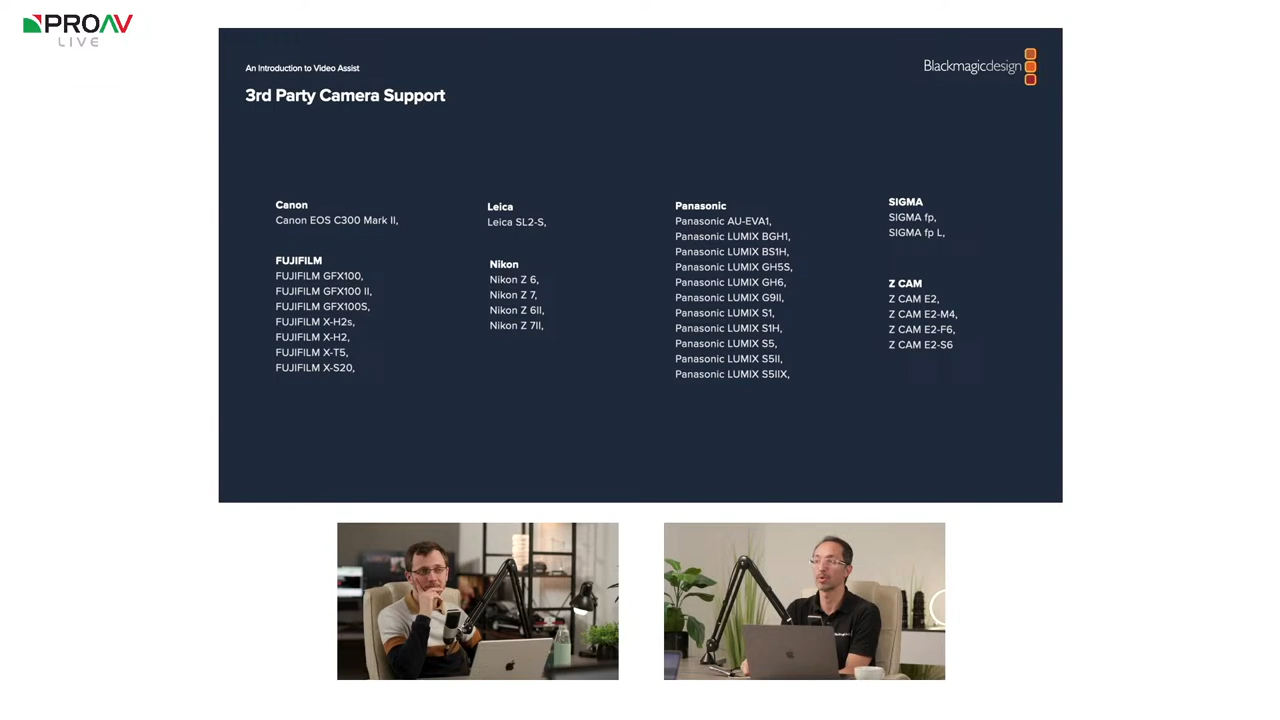 PROAV
LIVE
An Introduction to Video Assist
3rd Party Camera Support
Blackmagicdesign
Canon
Canon EOS C300 Mark II,
FUJIFILM
FUJIFILM GFX100,
FUJIFILM GFX100 II,
FUJIFILM GFX100S,
FUJIFILM X-H2s,
FUJIFILM X-H2,
FUJIFILM X-T5,
FUJIFILM X-S20,
Leica
Leica SL2-S,
Nikon
Nikon Z 6,
Nikon Z 7,
Nikon Z 6II,
Nikon Z 7II,
Panasonic
Panasonic AU-EVA1,
Panasonic LUMIX BGH1,
Panasonic LUMIX BS1H,
Panasonic LUMIX GH5S,
Panasonic LUMIX GH6,
Panasonic LUMIX G9II,
Panasonic LUMIX S1,
Panasonic LUMIX S1H,
Panasonic LUMIX S5,
Panasonic LUMIX S5II,
Panasonic LUMIX S5IIX,
SIGMA
SIGMA fp,
SIGMA fp L,
Z CAM
Z CAM E2,
Z CAM E2-M4,
Z CAM E2-F6,
Z CAM E2-S6